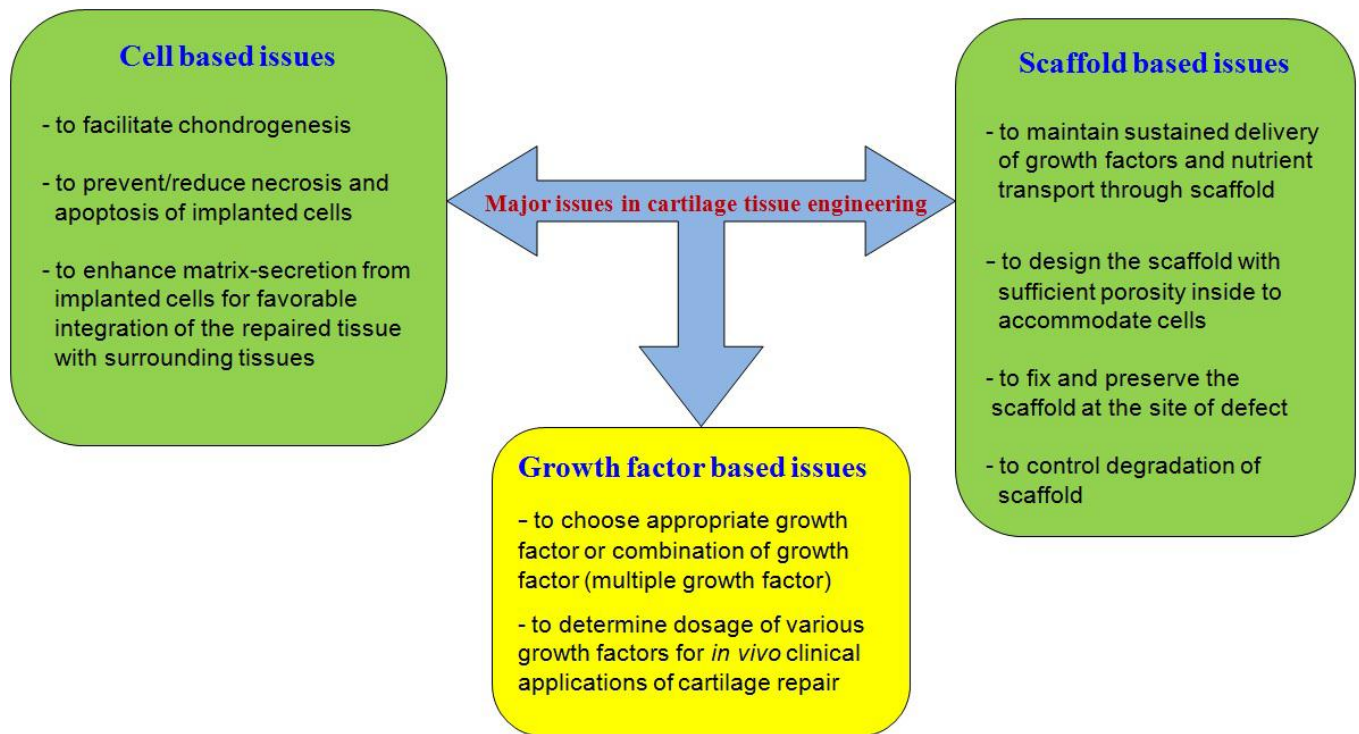 Cell based issues
- to facilitate chondrogenesis
- to prevent/reduce necrosis and
apoptosis of implanted cells
- to enhance matrix-secretion from
implanted cells for favorable
integration of the repaired tissue
with surrounding tissues
Major issues in cartilage tissue engineering
Scaffold based issues
- to maintain sustained delivery
of growth factors and nutrient
transport through scaffold
- to design the scaffold with
sufficient porosity inside to
accommodate cells
- to fix and preserve the
scaffold at the site of defect
- to control degradation of
scaffold
Growth factor based issues
- to choose appropriate growth
factor or combination of growth
factor (multiple growth factor)
- to determine dosage of various
growth factors for in vivo clinical
applications of cartilage repair